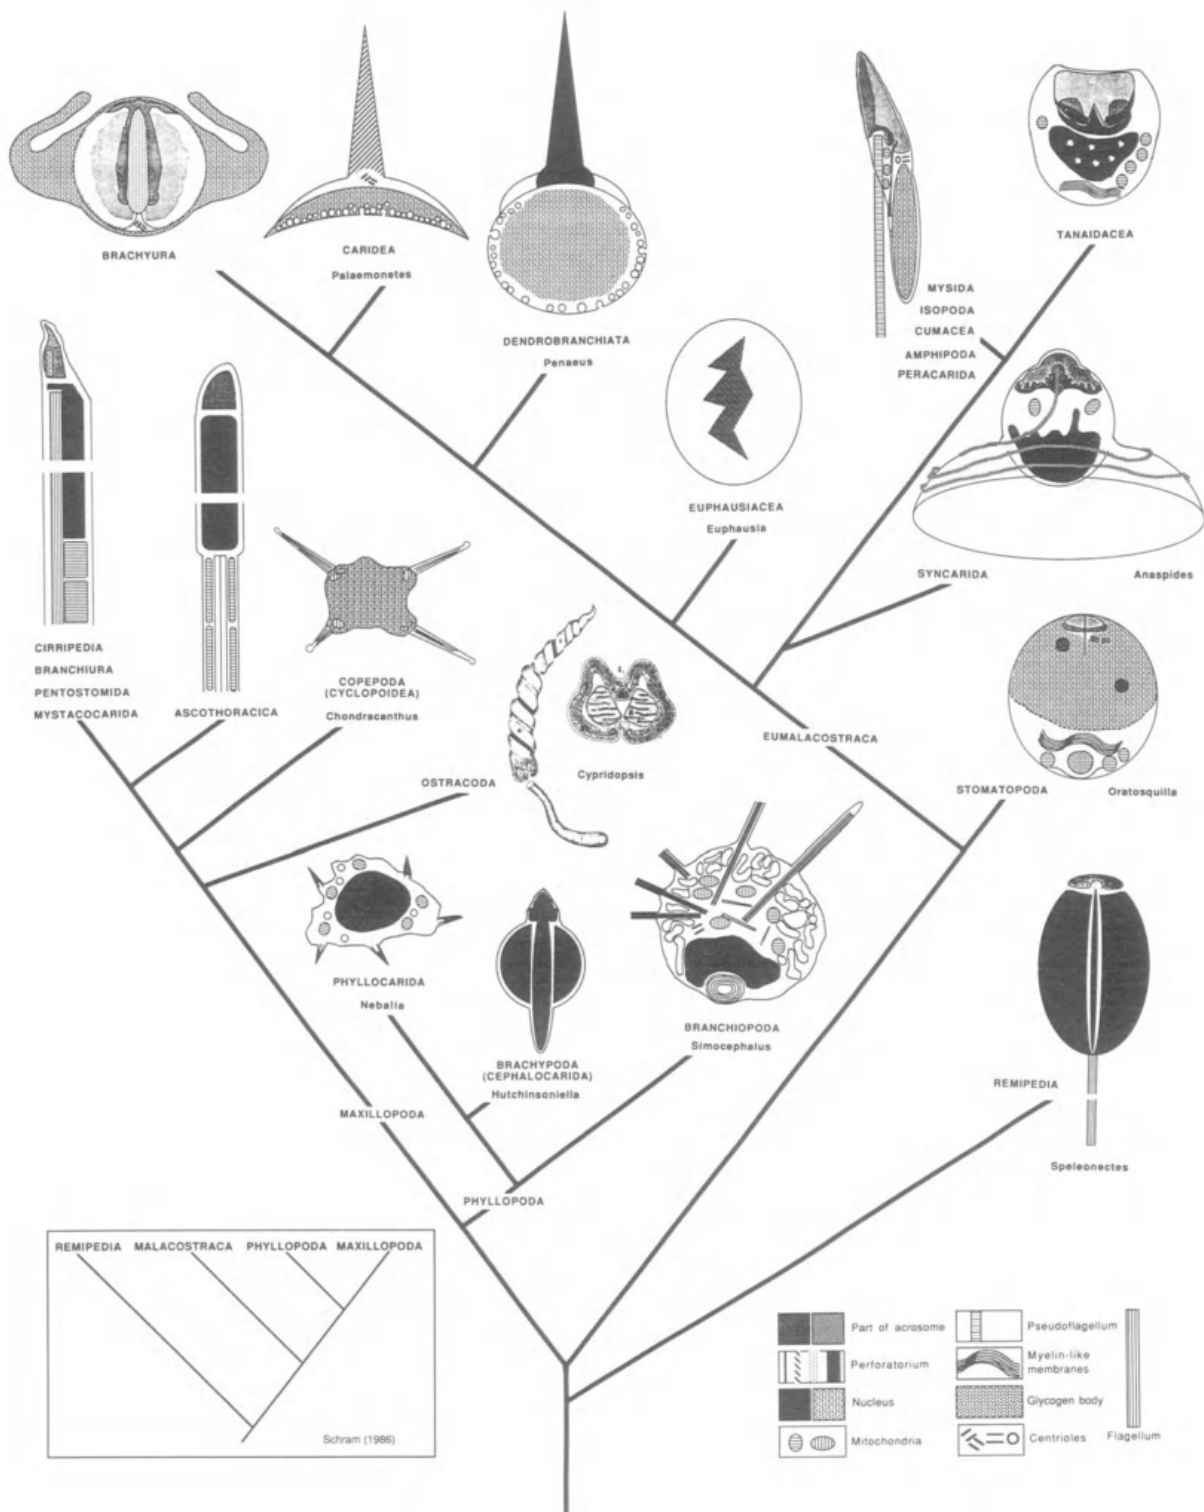 BRACHYURA
CARIDEA
Palaemonetes
DENDROBRANCHIATA
Penaeus
TANAIDACEA
MYSIDA
ISOPODA
CUMACEA
AMPHIPODA
PERACARIDA
EUPHAUSIACEA
Euphausia
SYNCARIDA
Anaspides
CIRRIPEDIA
BRANCHIURA
PENTOSTOMIDA
MYSTACOCARIDA
ASCOTHORACICA
COPEPODA
(CYCLOPOIDEA)
Chondracanthus
OSTRACODA
Cypridopsis
EUMALACOSTRACA
STOMATOPODA
Oratosquilla
PHYLLOCARIDA
Nebalia
BRACHYPODA
(CEPHALOCARIDA)
Hutchinsoniella
BRANCHIOPODA
Simocephalus
REMIPEDIA
Speleonectes
MAXILLOPODA
PHYLLOPODA
REMIPEDIA MALACOSTRACA PHYLLOPODA MAXILLOPODA
Schram (1986)
Part of acrosome
Perforatorium
Nucleus
Mitochondria
Pseudoflagellum
Myelin-like
membranes
Glycogen body
Centrioles
Flagellum